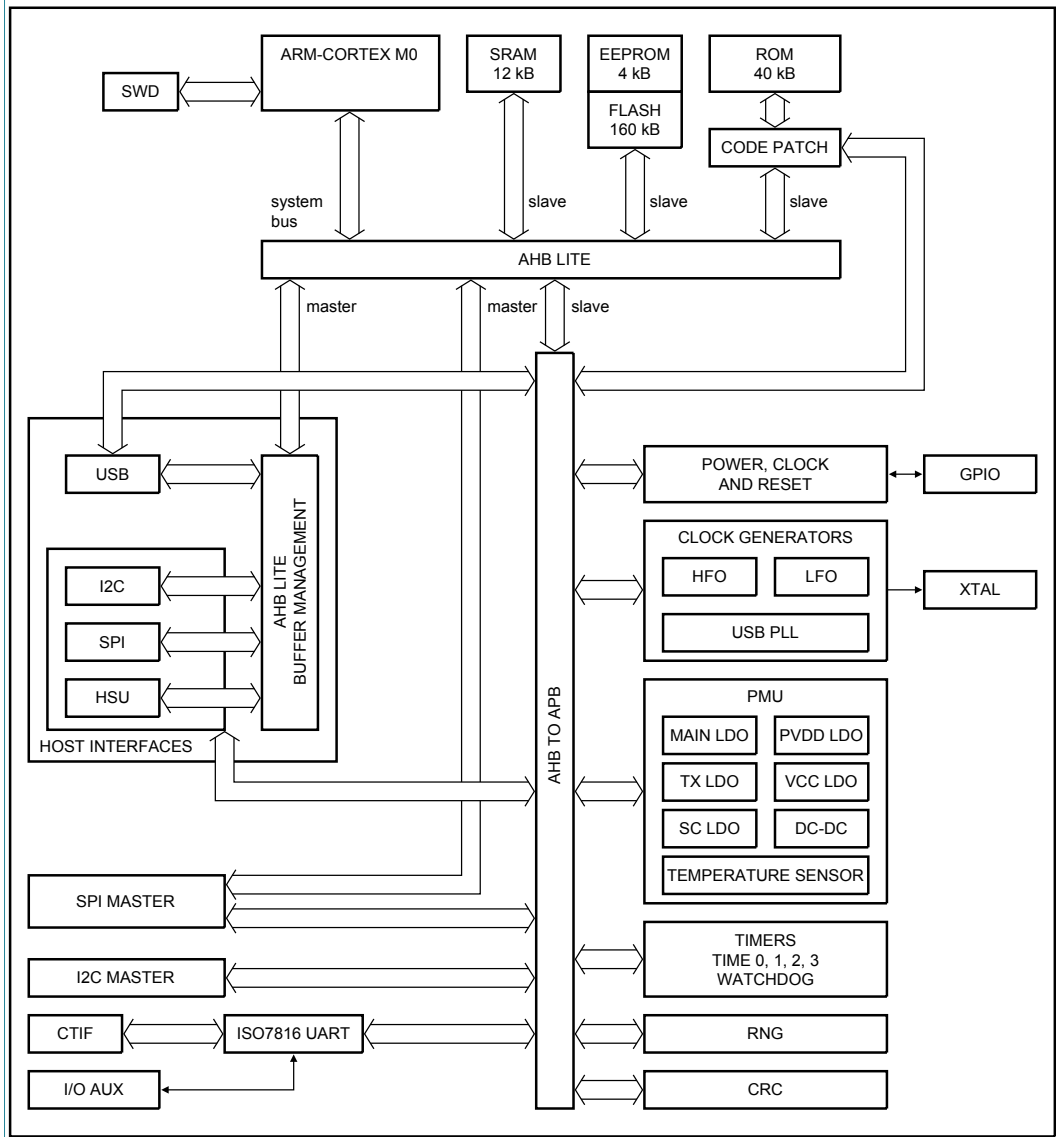 ARM-CORTEX M0
SWD
SRAM
12 kB
EEPROM
4 kB
FLASH
160 kB
ROM
40 kB
CODE PATCH
system
bus
slave
slave
slave
AHB LITE
master
master
slave
USB
I2C
SPI
HSU
AHB LITE
BUFFER MANAGEMENT
HOST INTERFACES
AHB TO APB
POWER, CLOCK
AND RESET
GPIO
CLOCK GENERATORS
HFO
LFO
USB PLL
XTAL
PMU
MAIN LDO
PVDD LDO
TX LDO
VCC LDO
SC LDO
DC-DC
TEMPERATURE SENSOR
SPI MASTER
I2C MASTER
TIMERS
TIME 0, 1, 2, 3
WATCHDOG
CTIF
ISO7816 UART
RNG
I/O AUX
CRC